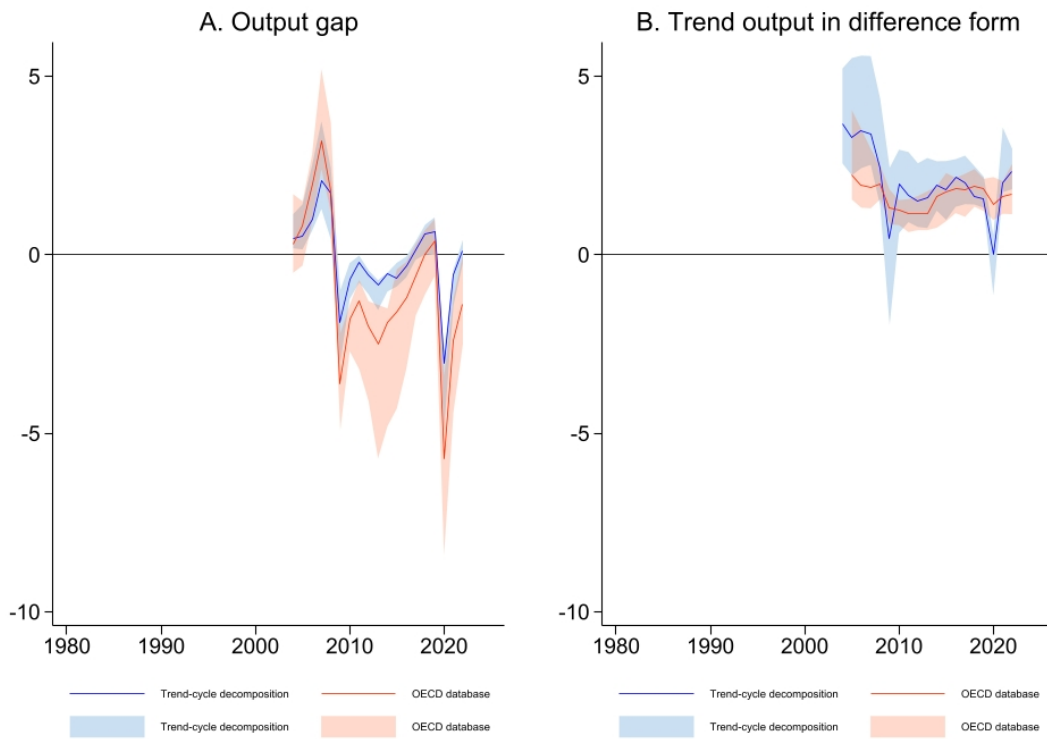 A. Output gap
5
0
-5
-10
1980 1990 2000 2010 2020
Trend-cycle decomposition OECD database
Trend-cycle decomposition OECD database
B. Trend output in difference form
5
0
-5
-10
1980 1990 2000 2010 2020
Trend-cycle decomposition OECD database
Trend-cycle decomposition OECD database